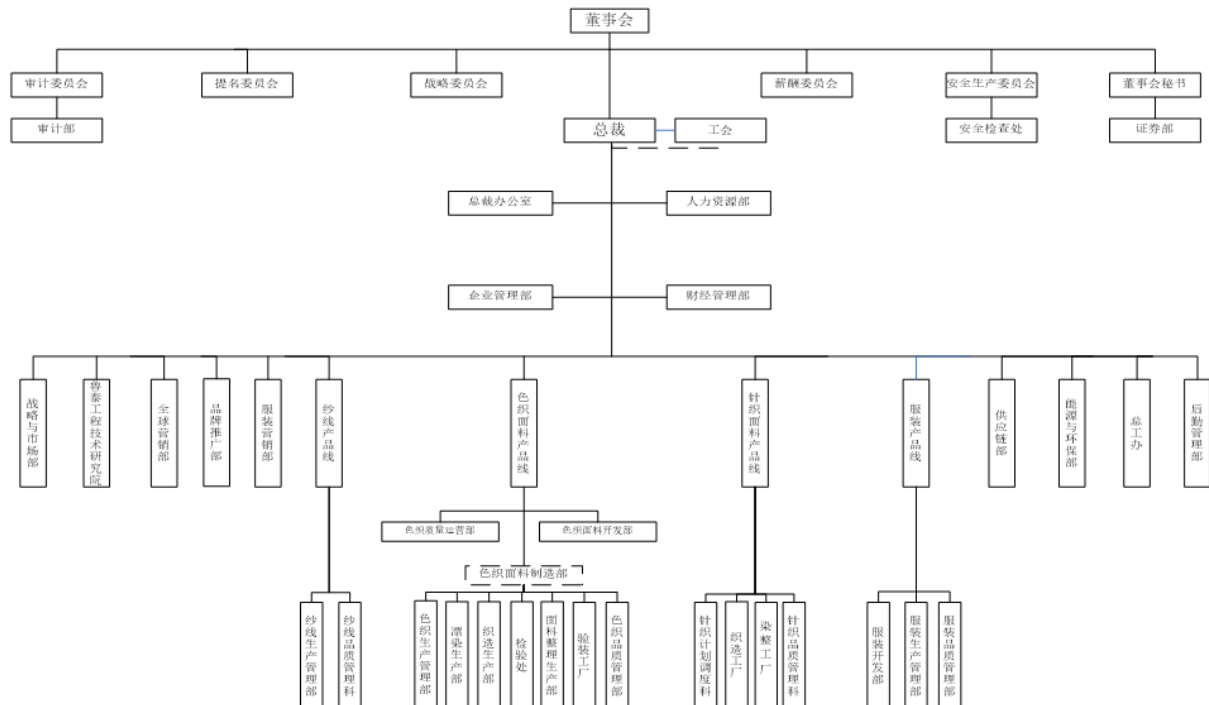 董事会
审计委员会
提名委员会
战略委员会
薪酬委员会
安全生产委员会
董事会秘书
审计部
总裁
工会
安全检查处
证券部
总裁办公室
人力资源部
企业管理部
财经管理部
战略与市场部
鲁泰工程技术研究院
全球营销部
品牌推广部
服装营销部
纱线产品线
色织面料产品线
针织面料产品线
服装产品线
供应链部
能源与环保部
总工办
后勤管理部
色织质量运营部
色织面料开发部
色织面料制造部
纱线生产管理部
纱线品质管理科
色织生产管理部
漂染生产部
织造生产部
检验处
面料整理生产部
验装工厂
色织品质管理部
针织计划调度科
织造工厂
染整工厂
针织品质管理科
服装开发部
服装生产管理部
服装品质管理部